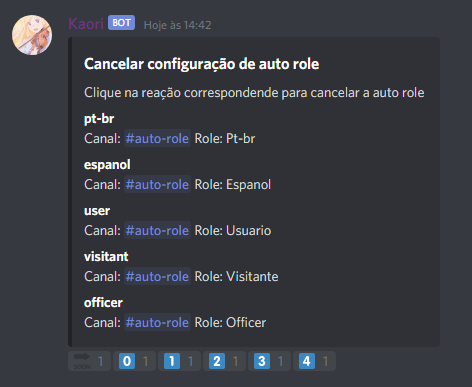 Kaori BOT Hoje às 14:42
Cancelar configuração de auto role
Clique na reação correspondende para cancelar a auto role
pt-br
Canal: #auto-role Role: Pt-br
espanol
Canal: #auto-role Role: Espanol
user
Canal: #auto-role Role: Usuario
visitant
Canal: #auto-role Role: Visitante
officer
Canal: #auto-role Role: Officer
SOON 1 0 1 1 1 2 1 3 1 4 1